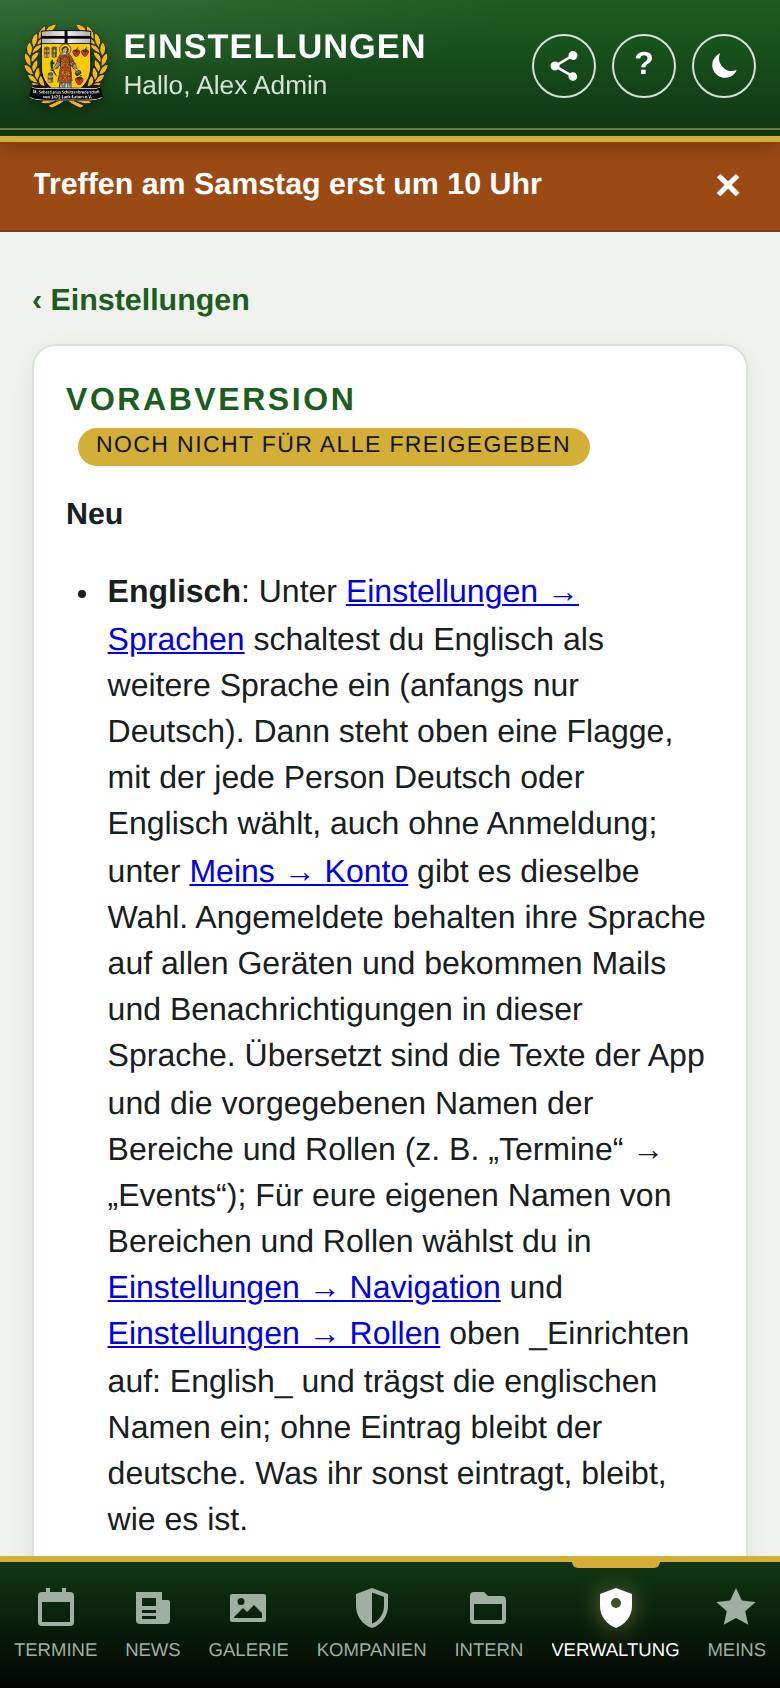 EINSTELLUNGEN
Hallo, Alex Admin
?
Treffen am Samstag erst um 10 Uhr
×
‹ Einstellungen
VORABVERSION
NOCH NICHT FÜR ALLE FREIGEGEBEN
Neu
• Englisch: Unter Einstellungen →
Sprachen schaltest du Englisch als
weitere Sprache ein (anfangs nur
Deutsch). Dann steht oben eine Flagge,
mit der jede Person Deutsch oder
Englisch wählt, auch ohne Anmeldung;
unter Meins → Konto gibt es dieselbe
Wahl. Angemeldete behalten ihre Sprache
auf allen Geräten und bekommen Mails
und Benachrichtigungen in dieser
Sprache. Übersetzt sind die Texte der App
und die vorgegebenen Namen der
Bereiche und Rollen (z. B. „Termine“ →
„Events“); Für eure eigenen Namen von
Bereichen und Rollen wählst du in
Einstellungen → Navigation und
Einstellungen → Rollen oben _Einrichten
auf: English_ und trägst die englischen
Namen ein; ohne Eintrag bleibt der
deutsche. Was ihr sonst eintragt, bleibt,
wie es ist.
TERMINE NEWS GALERIE KOMPANIEN INTERN VERWALTUNG MEINS